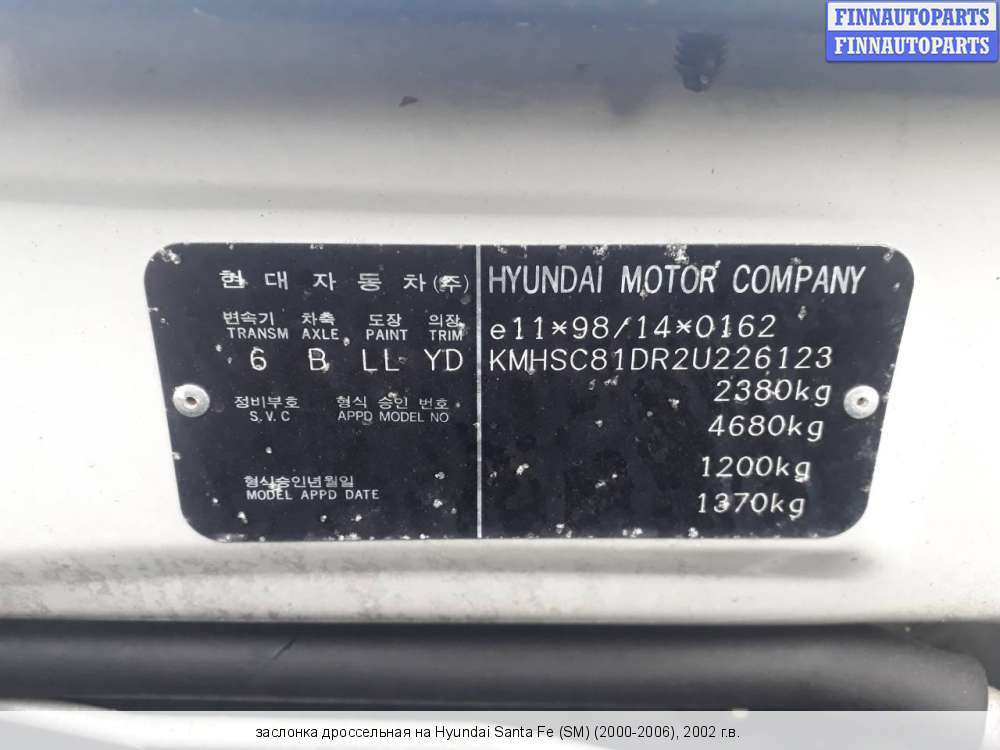 FINNAUTOPARTS
FINNAUTOPARTS
현 대 자 동 차 (주)
HYUNDAI MOTOR COMPANY
변속기 차축 도장 의장
TRANSM AXLE PAINT TRIM
6 B LL YD
정비부호 형식 승인 번호
S.V.C APPD MODEL NO
형식승인년월일
MODEL APPD DATE
e11*98/14*0162
KMHSC81DR2U226123
2380kg
4680kg
1200kg
1370kg
заслонка дроссельная на Hyundai Santa Fe (SM) (2000-2006), 2002 г.в.